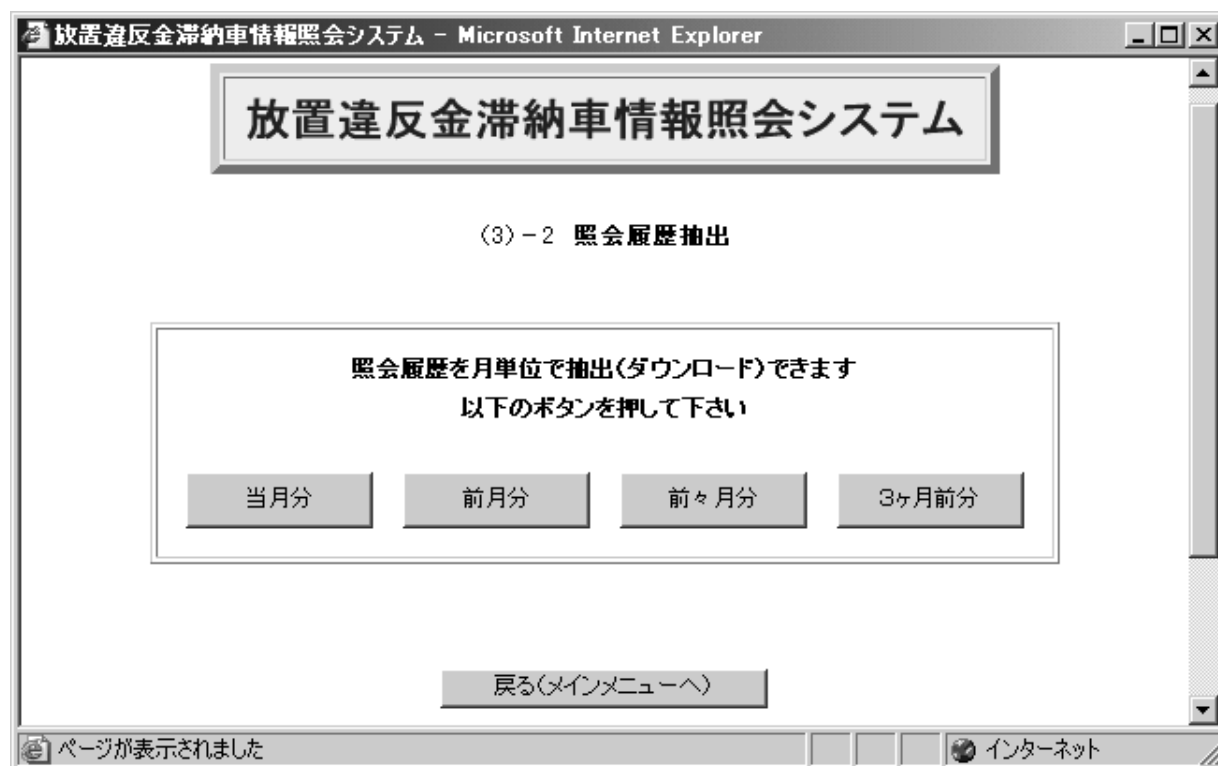 放置違反金滞納車情報照会システム - Microsoft Internet Explorer
放置違反金滞納車情報照会システム
(3)-2 照会履歴抽出
照会履歴を月単位で抽出(ダウンロード)できます
以下のボタンを押して下さい
当月分 前月分 前々月分 3ヶ月前分
戻る(メインメニューへ)
ページが表示されました インターネット